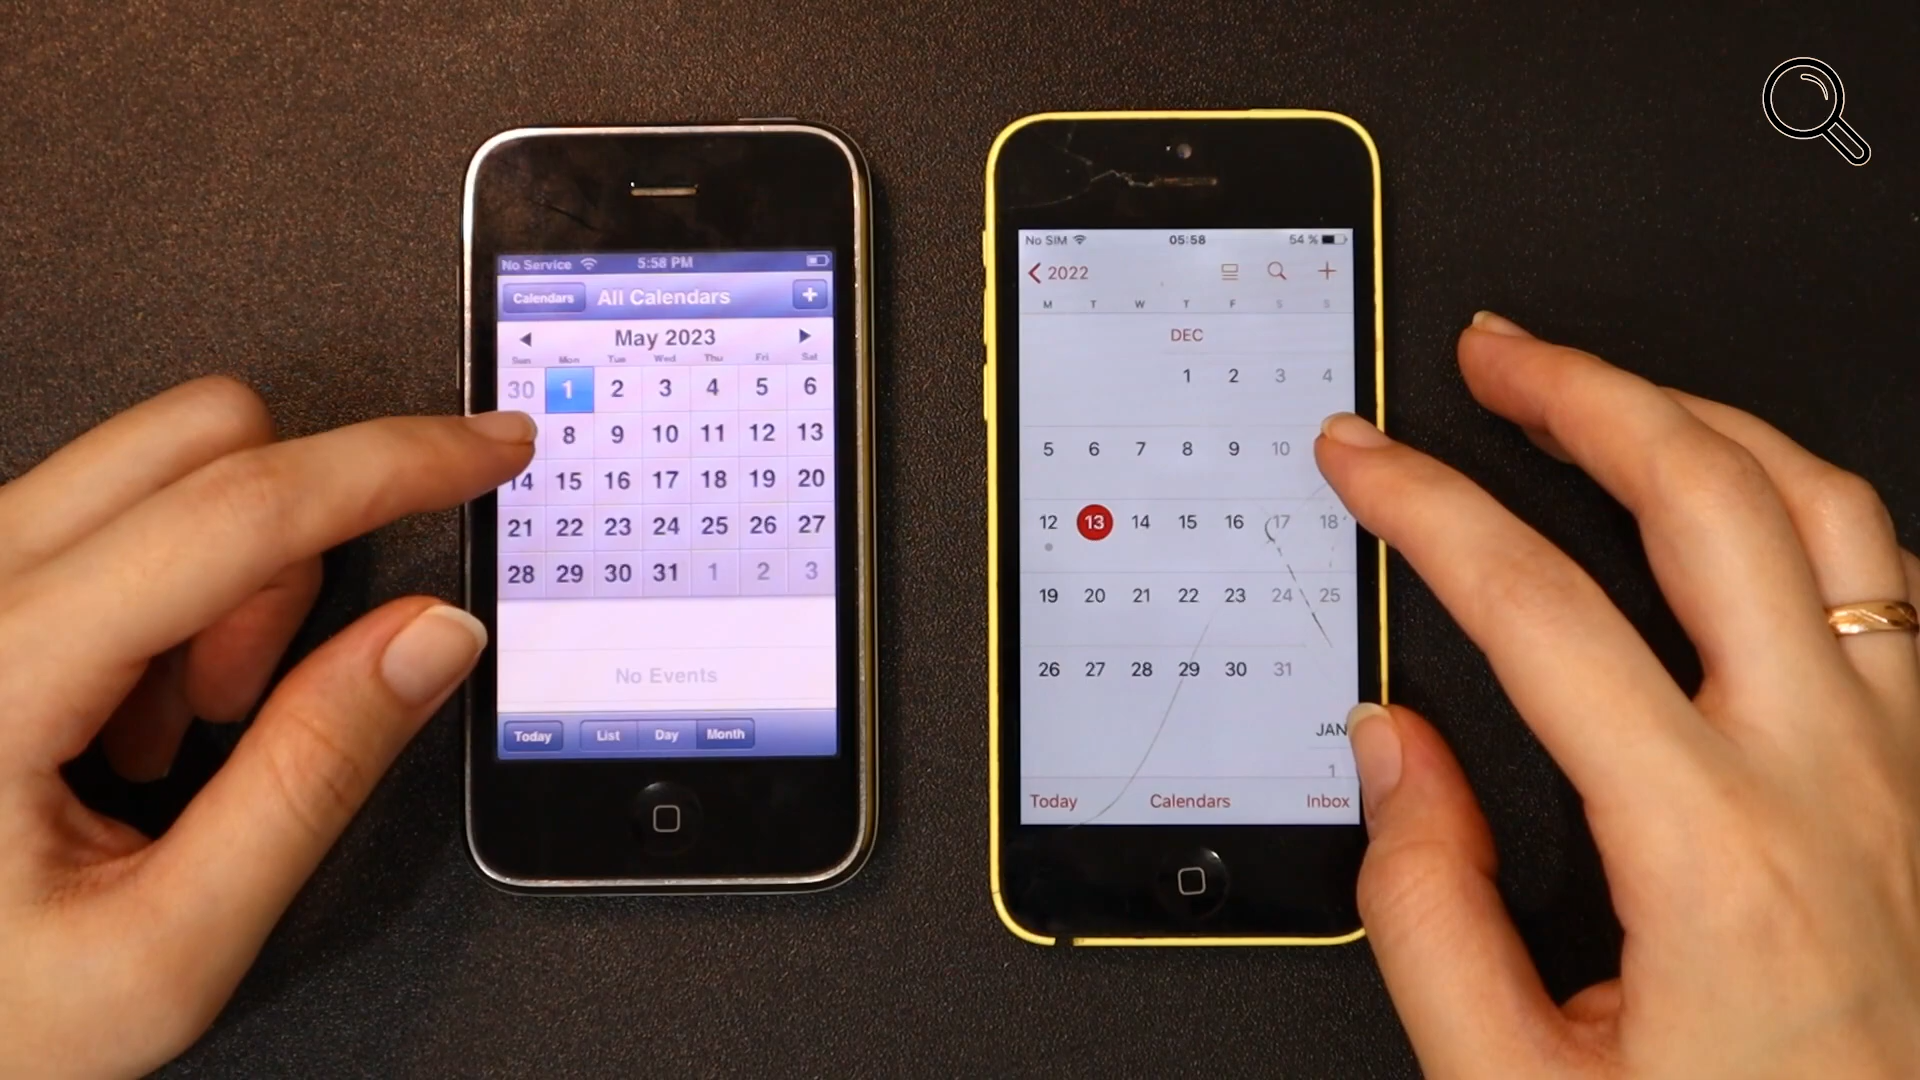 No Service 5:58 PM
Calendars All Calendars +
May 2023
Sun Mon Tue Wed Thu Fri Sat
30 1 2 3 4 5 6
8 9 10 11 12 13
14 15 16 17 18 19 20
21 22 23 24 25 26 27
28 29 30 31 1 2 3
No Events
Today List Day Month
No SIM 05:58 54 %
2022 +
M T W T F S S
DEC
1 2 3 4
5 6 7 8 9 10
12 13 14 15 16 17 18
19 20 21 22 23 24 25
26 27 28 29 30 31
JAN
1
Today Calendars Inbox